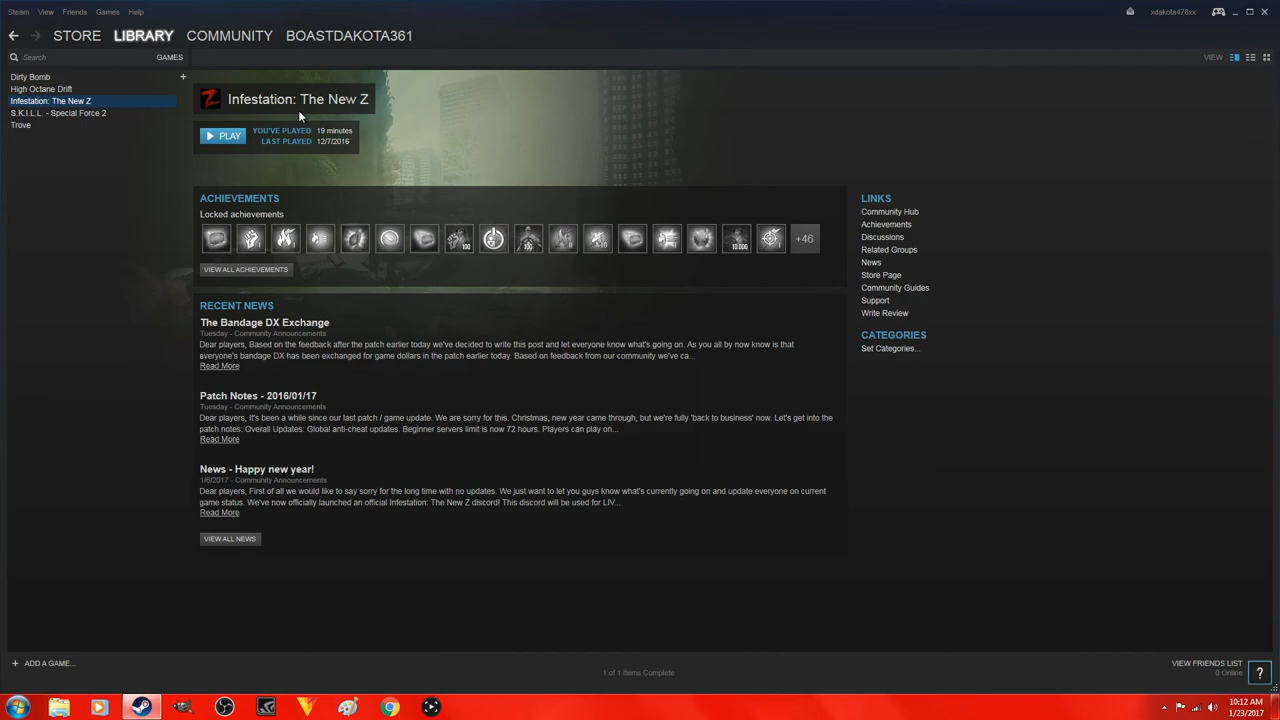 Steam View Friends Games Help xdakota478xx
STORE LIBRARY COMMUNITY BOASTDAKOTA361
Search GAMES VIEW
Dirty Bomb
High Octane Drift
Infestation: The New Z
S.K.I.L.L. - Special Force 2
Trove
Infestation: The New Z
PLAY YOU'VE PLAYED 19 minutes
LAST PLAYED 12/7/2016
ACHIEVEMENTS
Locked achievements
+46
VIEW ALL ACHIEVEMENTS
RECENT NEWS
The Bandage DX Exchange
Tuesday - Community Announcements
Dear players, Based on the feedback after the patch earlier today we've decided to write this post and let everyone know what's going on. As you all by now know is that
everyone's bandage DX has been exchanged for game dollars in the patch earlier today. Based on feedback from our community we've ca...
Read More
Patch Notes - 2016/01/17
Tuesday - Community Announcements
Dear players, It's been a while since our last patch / game update. We are sorry for this. Christmas, new year came through, but we're fully 'back to business' now. Let's get into the
patch notes: Overall Updates: Global anti-cheat updates. Beginner servers limit is now 72 hours. Players can play on...
Read More
News - Happy new year!
1/6/2017 - Community Announcements
Dear players, First of all we would like to say sorry for the long time with no updates. We just want to let you guys know what's currently going on and update everyone on current
game status. We've now officially launched an official Infestation: The New Z discord! This discord will be used for LIV...
Read More
VIEW ALL NEWS
LINKS
Community Hub
Achievements
Discussions
Related Groups
News
Store Page
Community Guides
Support
Write Review
CATEGORIES
Set Categories...
ADD A GAME...
1 of 1 Items Complete
VIEW FRIENDS LIST
0 Online
?
10:12 AM
1/23/2017